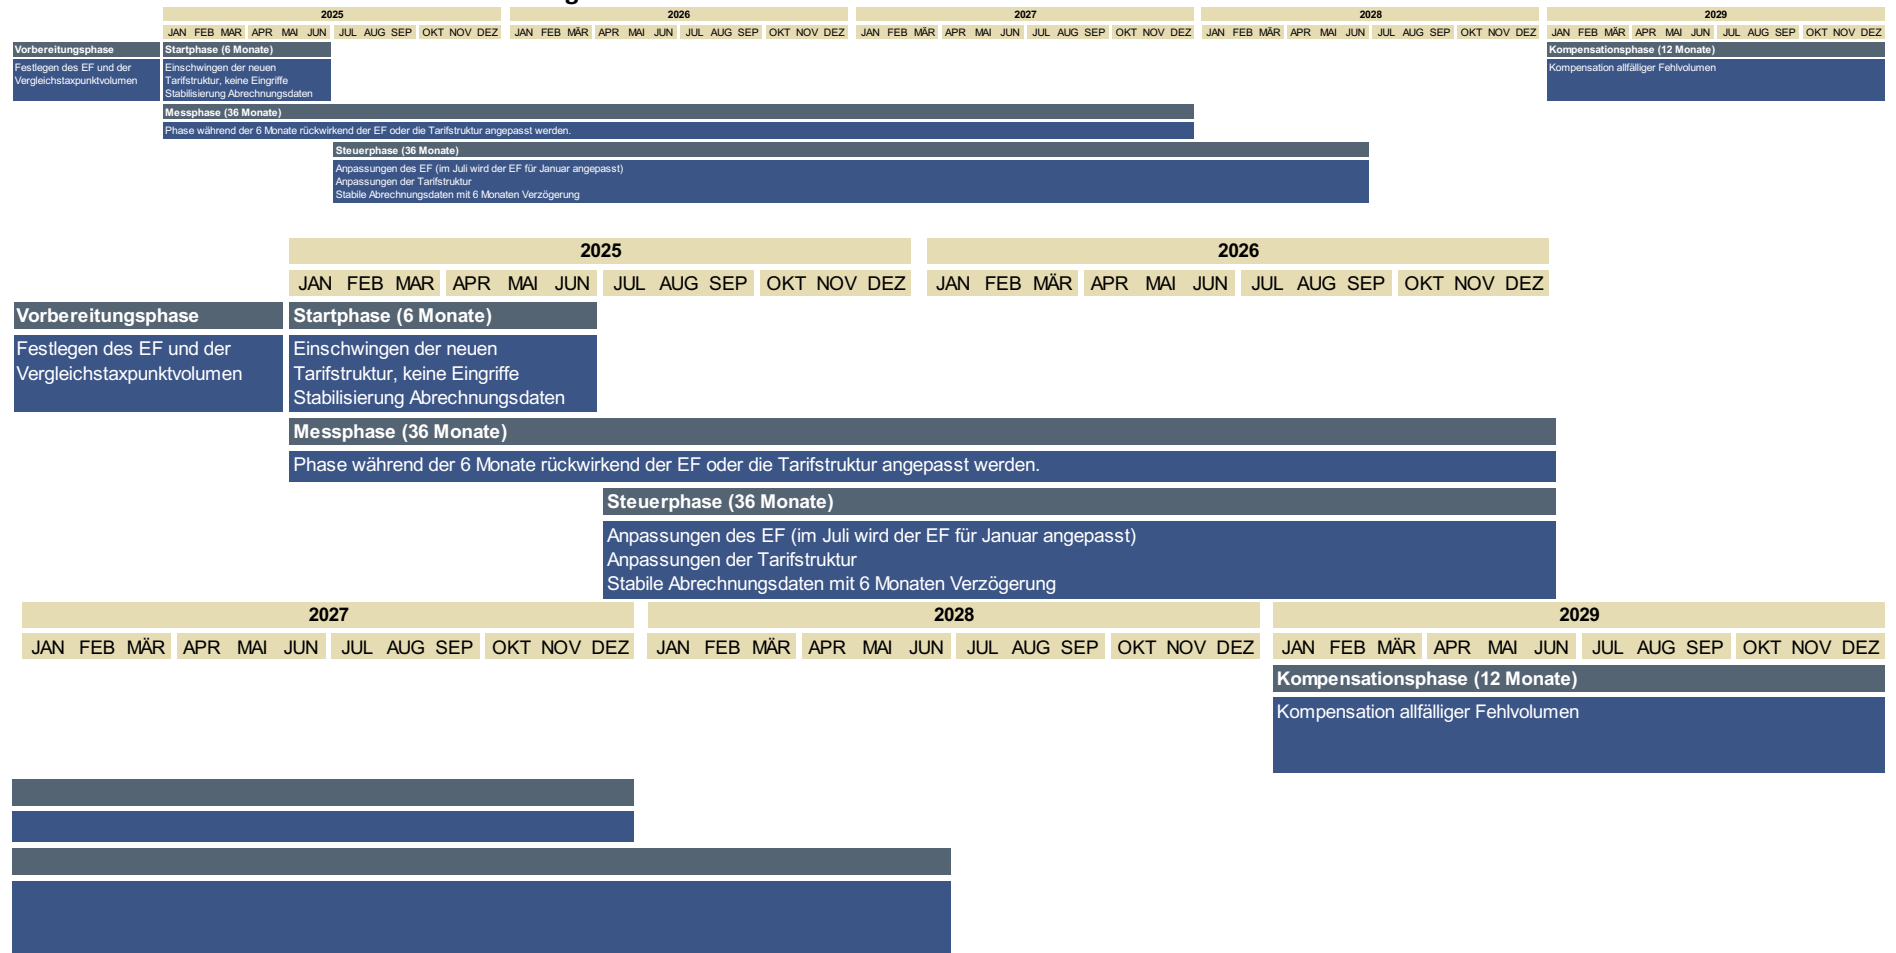 2025 2026 2027 2028 2029
JAN FEB MAR APR MAI JUN JUL AUG SEP OKT NOV DEZ JAN FEB MÄR APR MAI JUN JUL AUG SEP OKT NOV DEZ JAN FEB MÄR APR MAI JUN JUL AUG SEP OKT NOV DEZ JAN FEB MÄR APR MAI JUN JUL AUG SEP OKT NOV DEZ JAN FEB MÄR APR MAI JUN JUL AUG SEP OKT NOV DEZ
Vorbereitungsphase Startphase (6 Monate) Kompensationsphase (12 Monate)
Festlegen des EF und der Einschwingen der neuen Kompensation allfälliger Fehlvolumen
Vergleichstaxpunktvolumen Tarifstruktur, keine Eingriffe
Stabilisierung Abrechnungsdaten
Messphase (36 Monate)
Phase während der 6 Monate rückwirkend der EF oder die Tarifstruktur angepasst werden.
Steuerphase (36 Monate)
Anpassungen des EF (im Juli wird der EF für Januar angepasst)
Anpassungen der Tarifstruktur
Stabile Abrechnungsdaten mit 6 Monaten Verzögerung
2025 2026
JAN FEB MAR APR MAI JUN JUL AUG SEP OKT NOV DEZ JAN FEB MÄR APR MAI JUN JUL AUG SEP OKT NOV DEZ
Vorbereitungsphase Startphase (6 Monate)
Festlegen des EF und der Einschwingen der neuen
Vergleichstaxpunktvolumen Tarifstruktur, keine Eingriffe
Stabilisierung Abrechnungsdaten
Messphase (36 Monate)
Phase während der 6 Monate rückwirkend der EF oder die Tarifstruktur angepasst werden.
Steuerphase (36 Monate)
Anpassungen des EF (im Juli wird der EF für Januar angepasst)
Anpassungen der Tarifstruktur
Stabile Abrechnungsdaten mit 6 Monaten Verzögerung
2027 2028 2029
JAN FEB MÄR APR MAI JUN JUL AUG SEP OKT NOV DEZ JAN FEB MÄR APR MAI JUN JUL AUG SEP OKT NOV DEZ JAN FEB MÄR APR MAI JUN JUL AUG SEP OKT NOV DEZ
Kompensationsphase (12 Monate)
Kompensation allfälliger Fehlvolumen